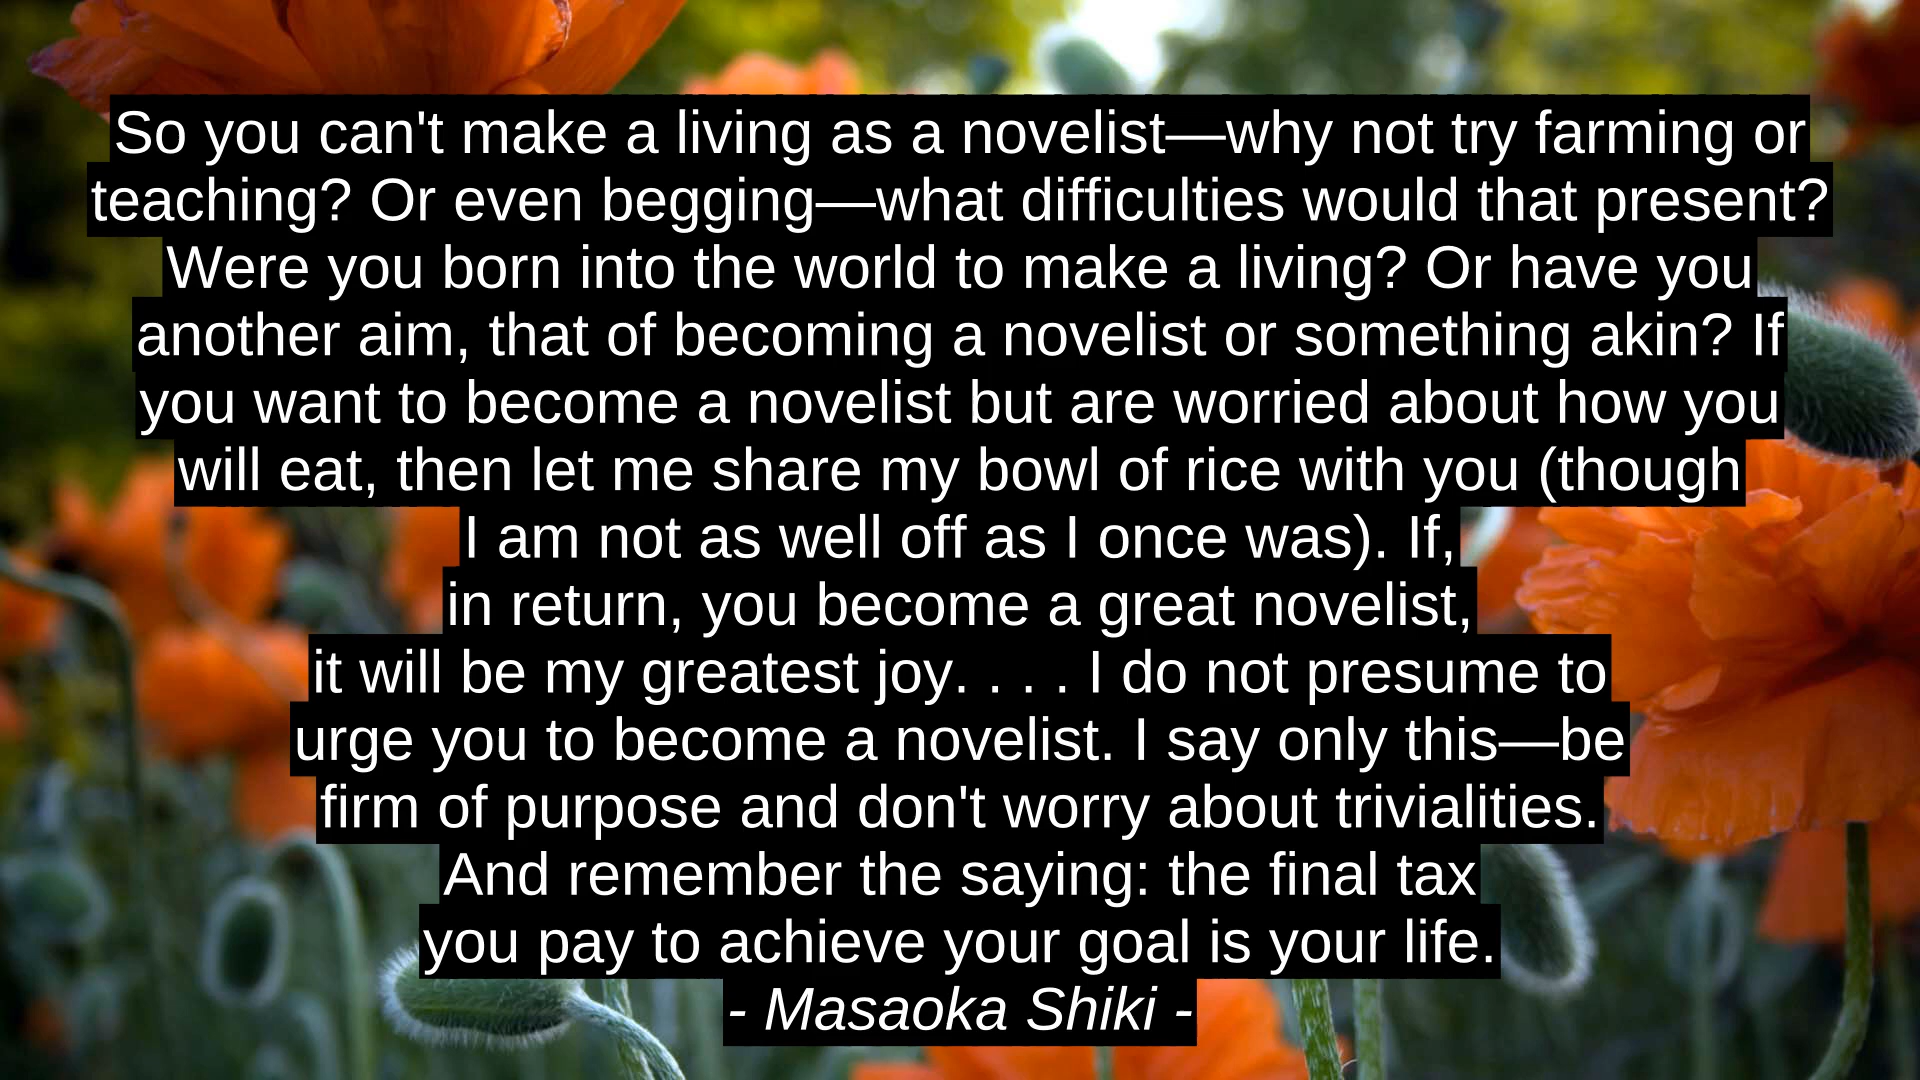 So you can't make a living as a novelist—why not try farming or
teaching? Or even begging—what difficulties would that present?
Were you born into the world to make a living? Or have you
another aim, that of becoming a novelist or something akin? If
you want to become a novelist but are worried about how you
will eat, then let me share my bowl of rice with you (though
I am not as well off as I once was). If,
in return, you become a great novelist,
it will be my greatest joy. . . . I do not presume to
urge you to become a novelist. I say only this—be
firm of purpose and don't worry about trivialities.
And remember the saying: the final tax
you pay to achieve your goal is your life.
- Masaoka Shiki -